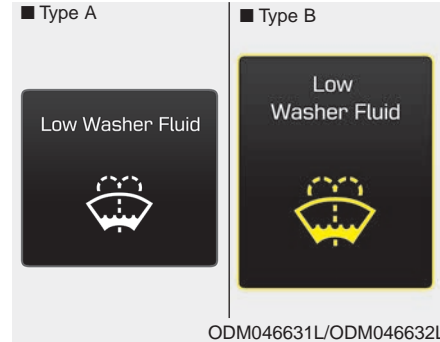 ■ Type A
Low Washer Fluid
■ Type B
Low
Washer Fluid
ODM046631L/ODM046632L